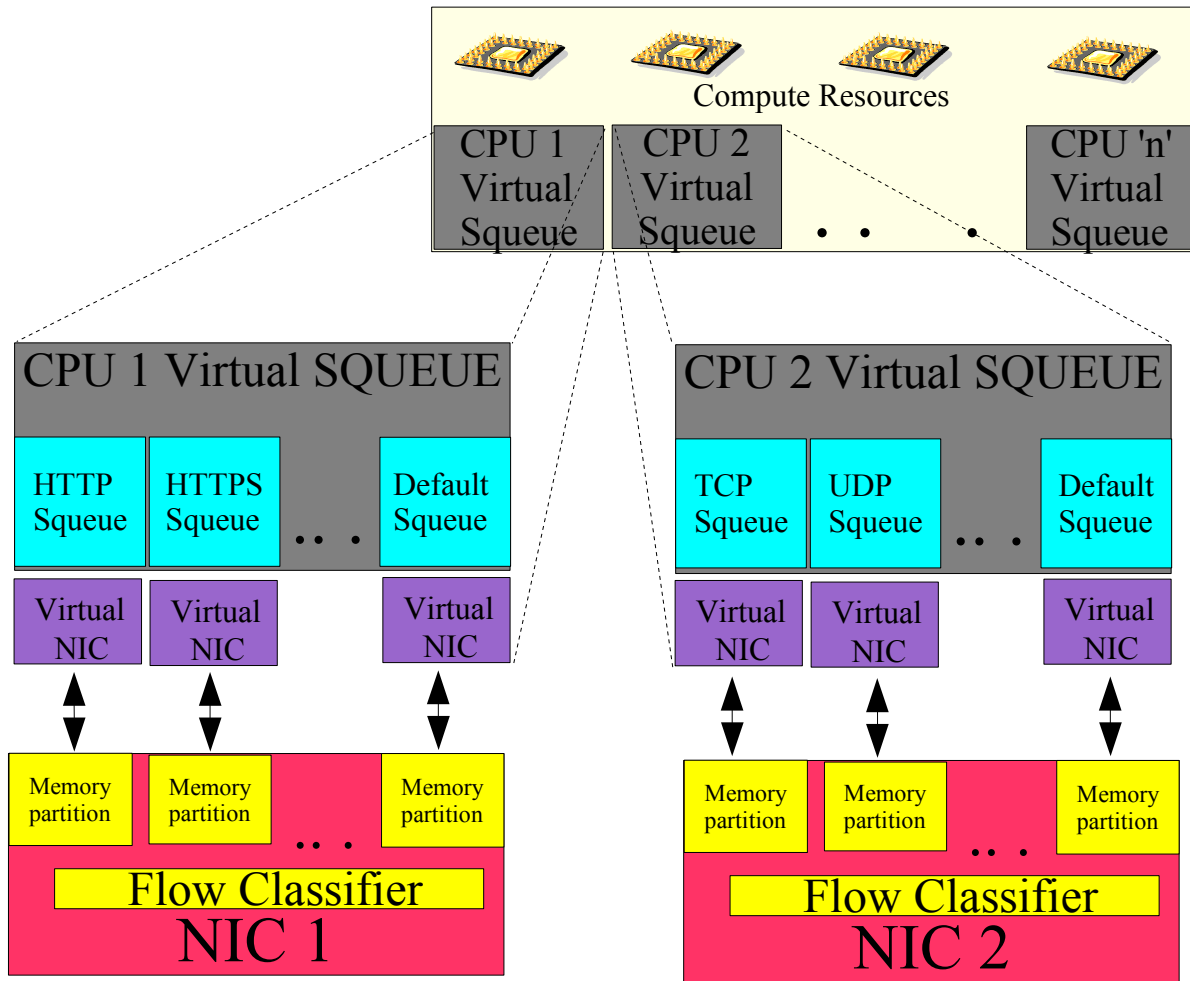 Compute Resources
CPU 1
Virtual
Squeue
CPU 2
Virtual
Squeue
CPU 'n'
Virtual
Squeue
CPU 1 Virtual SQUEUE
HTTP
Squeue
HTTPS
Squeue
Default
Squeue
Virtual
NIC
Virtual
NIC
Virtual
NIC
Memory
partition
Memory
partition
Memory
partition
Flow Classifier
NIC 1
CPU 2 Virtual SQUEUE
TCP
Squeue
UDP
Squeue
Default
Squeue
Virtual
NIC
Virtual
NIC
Virtual
NIC
Memory
partition
Memory
partition
Memory
partition
Flow Classifier
NIC 2